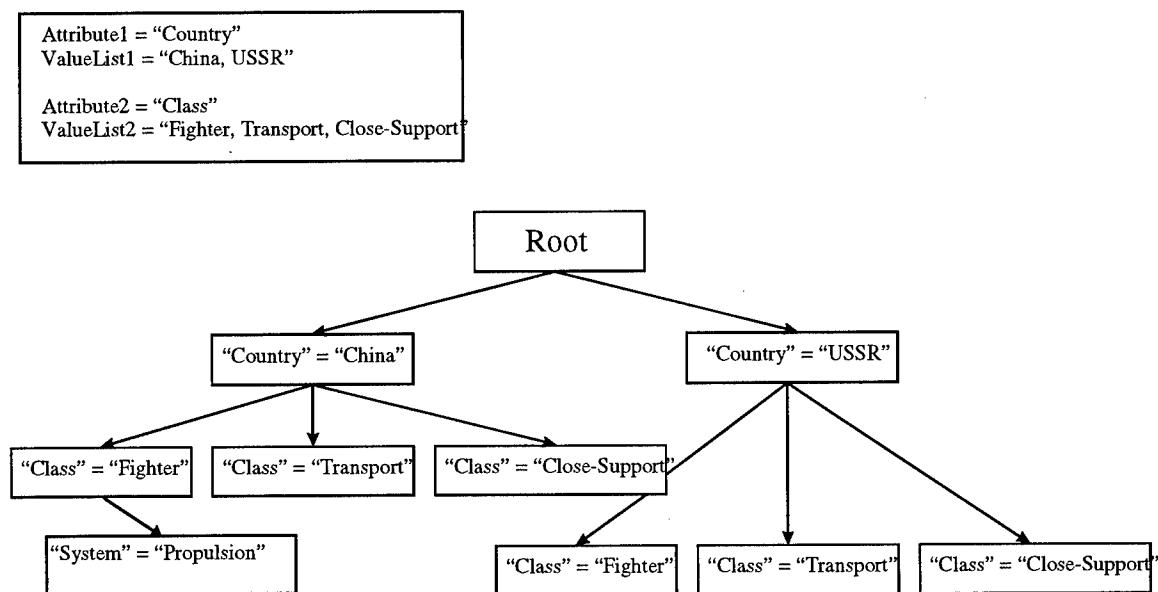 Attribute1 = “Country”
ValueList1 = “China, USSR”
Attribute2 = “Class”
ValueList2 = “Fighter, Transport, Close-Support”
Root
“Country” = “China”
“Country” = “USSR”
“Class” = “Fighter”
“Class” = “Transport”
“Class” = “Close-Support”
“System” = “Propulsion”
“Class” = “Fighter”
“Class” = “Transport”
“Class” = “Close-Support”